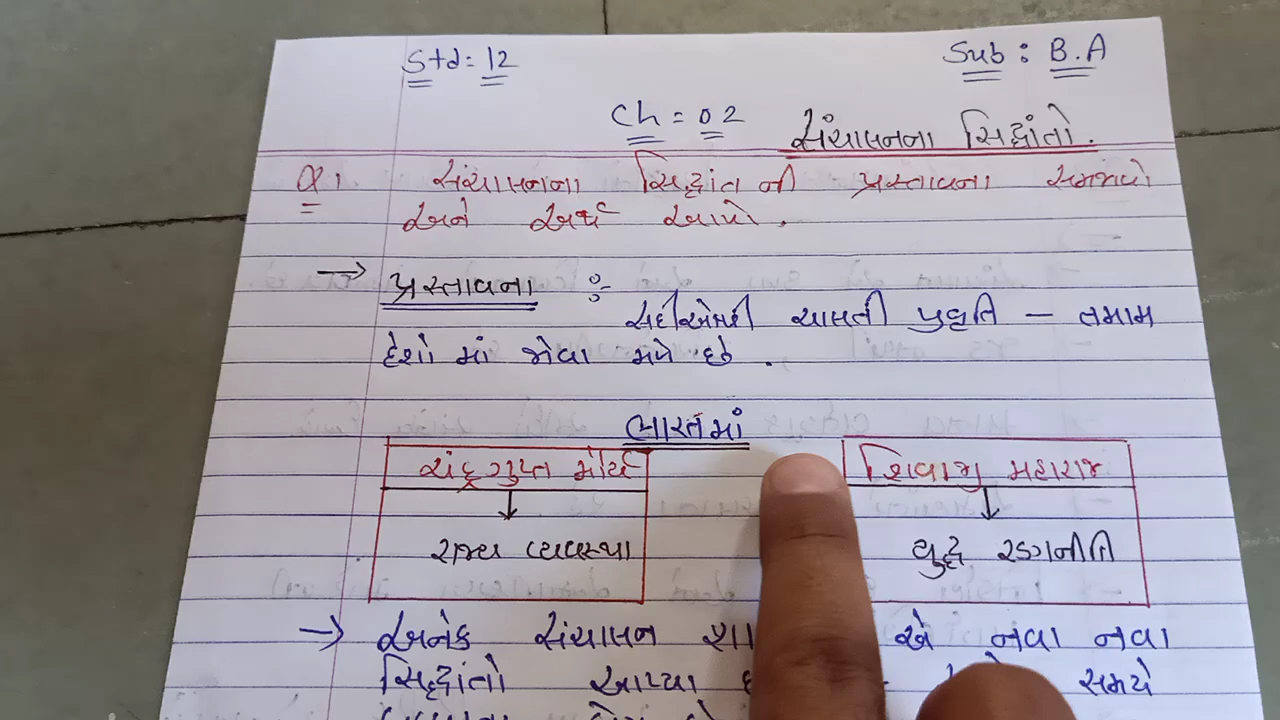 Std: 12
Sub: B.A
Ch = 02
સંચાલનના સિદ્ધાંતો.
Q1 સંચાલનના સિદ્ધાંત ની પ્રસ્તાવના સમજાવો
અને અર્થ આપો.
→ પ્રસ્તાવના :-
સદીઓથી ચાલતી પ્રવૃત્તિ - તમામ
દેશો માં જોવા મળે છે.
ભારતમાં
ચંદ્રગુપ્ત મૌર્ય
શિવાજી મહારાજ
રાજ્ય વ્યવસ્થા
યુદ્ધ રણનીતિ
→ અનેક સંચાલન એ નવા નવા
સિદ્ધાંતો આપ્યા સમયે